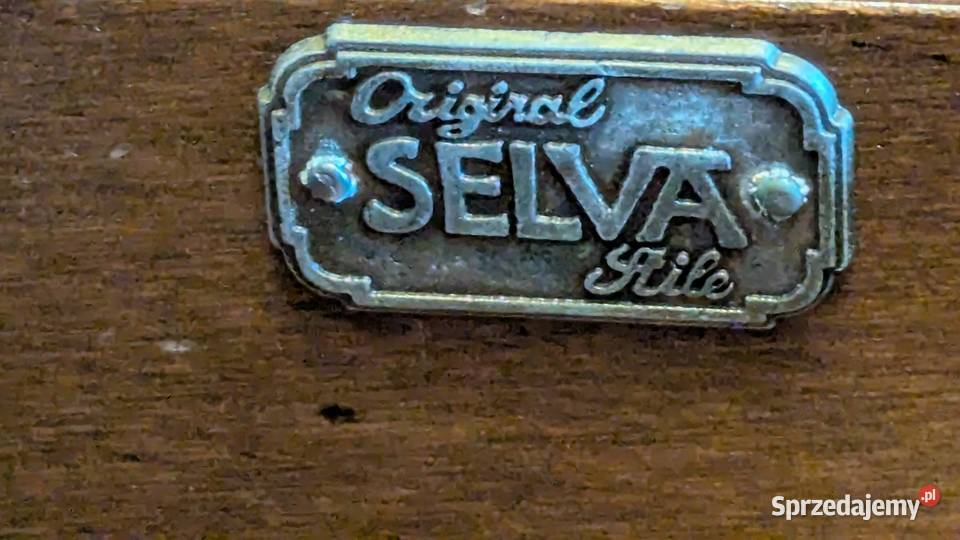 Original
SELVA
Stile
Sprzedajemy.pl